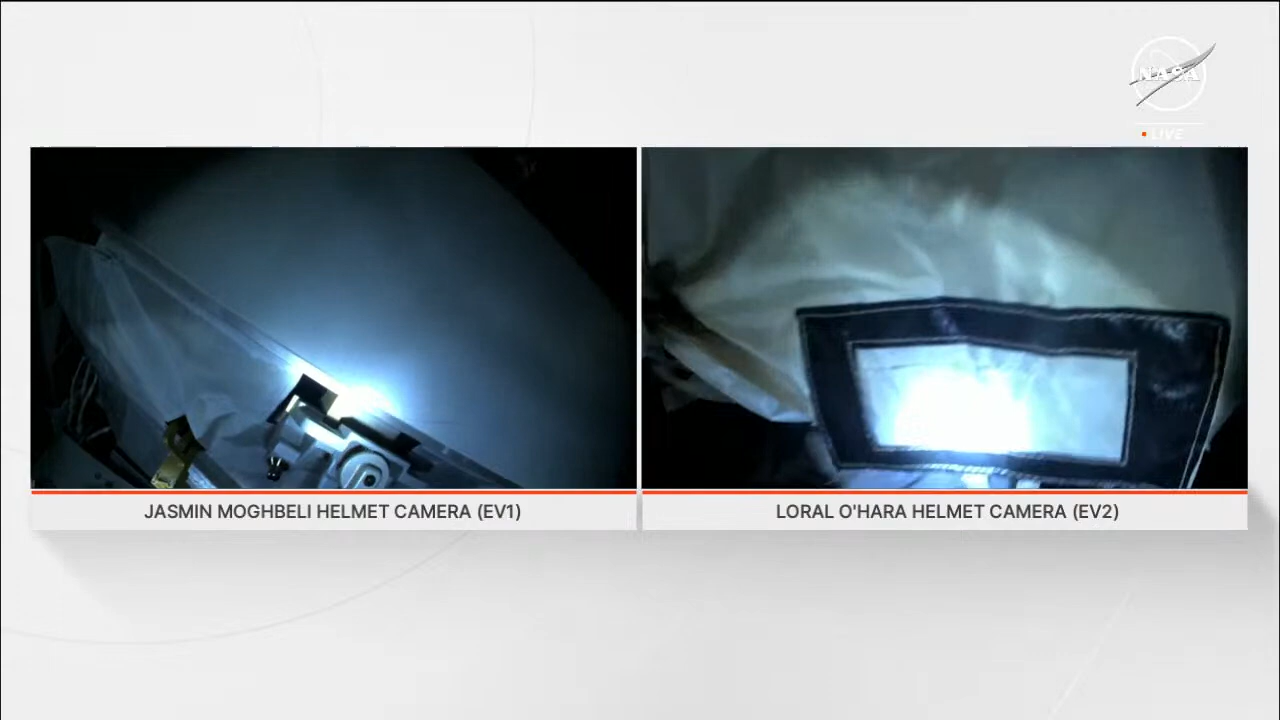 NASA
LIVE
JASMIN MOGHBELI HELMET CAMERA (EV1)
LORAL O'HARA HELMET CAMERA (EV2)